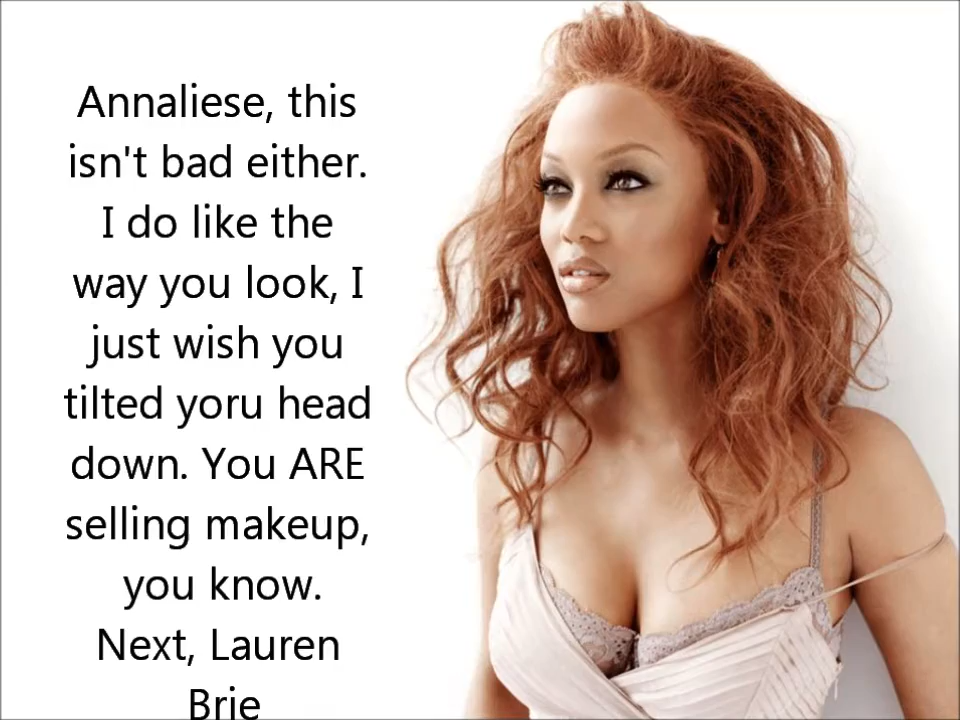 Annaliese, this
isn't bad either.
I do like the
way you look, I
just wish you
tilted yoru head
down. You ARE
selling makeup,
you know.
Next, Lauren
Brie